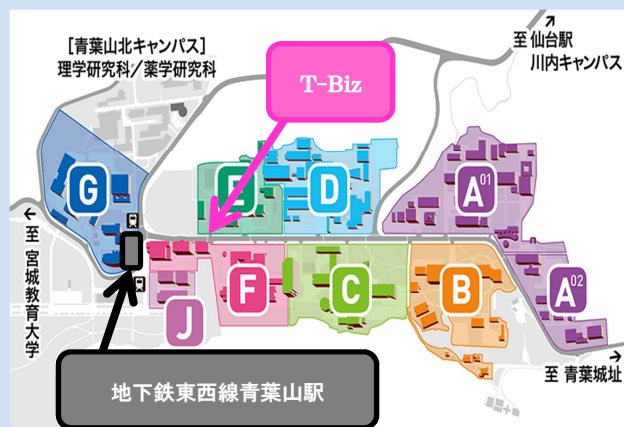 [青葉山北キャンパス]
理学研究科/薬学研究科
至 仙台駅
川内キャンパス
T-Biz
G
E
D
A01
至 宮城教育大学
J
F
C
B
A02
至 青葉城址
地下鉄東西線青葉山駅